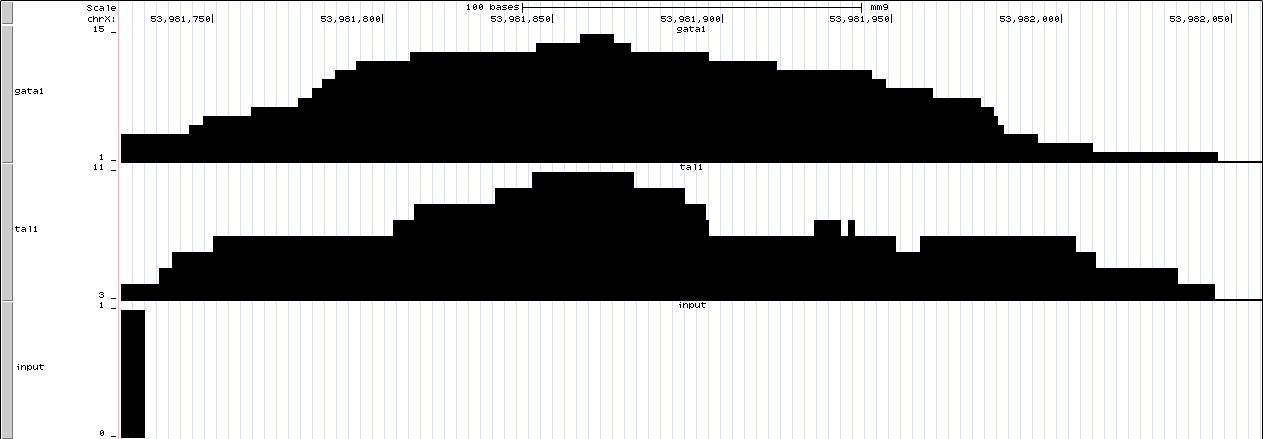 Scale 100 bases mm9
chrX: 53,981,750 53,981,800 53,981,850 53,981,900 53,981,950 53,982,000 53,982,050
15 _ gata1
gata1
1 _
11 _ tal1
tal1
3 _
1 _ input
input
0 _